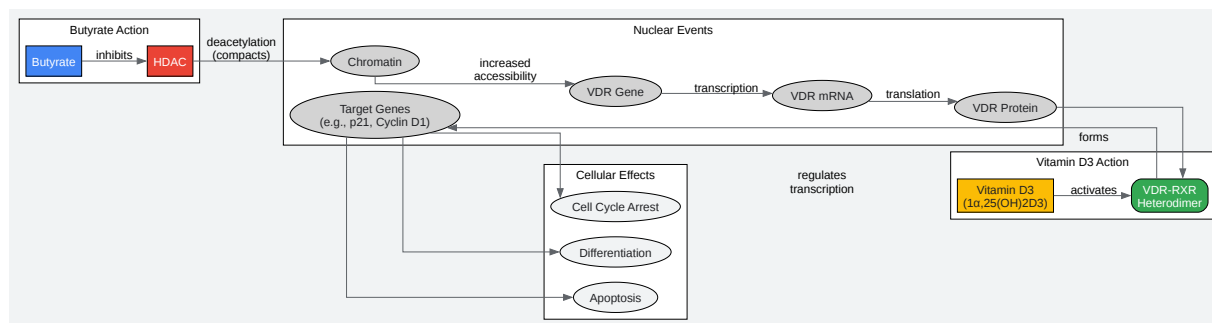 Butyrate Action
Butyrate
inhibits
HDAC
deacetylation
(compacts)
Nuclear Events
Chromatin
increased
accessibility
VDR Gene
transcription
VDR mRNA
translation
VDR Protein
Target Genes
(e.g., p21, Cyclin D1)
forms
regulates
transcription
Vitamin D3 Action
Vitamin D3
(1α,25(OH)2D3)
activates
VDR-RXR
Heterodimer
Cellular Effects
Cell Cycle Arrest
Differentiation
Apoptosis